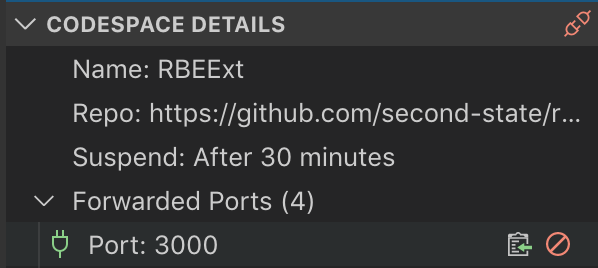 CODESPACE DETAILS
Name: RBEExt
Repo: https://github.com/second-state/r...
Suspend: After 30 minutes
Forwarded Ports (4)
Port: 3000